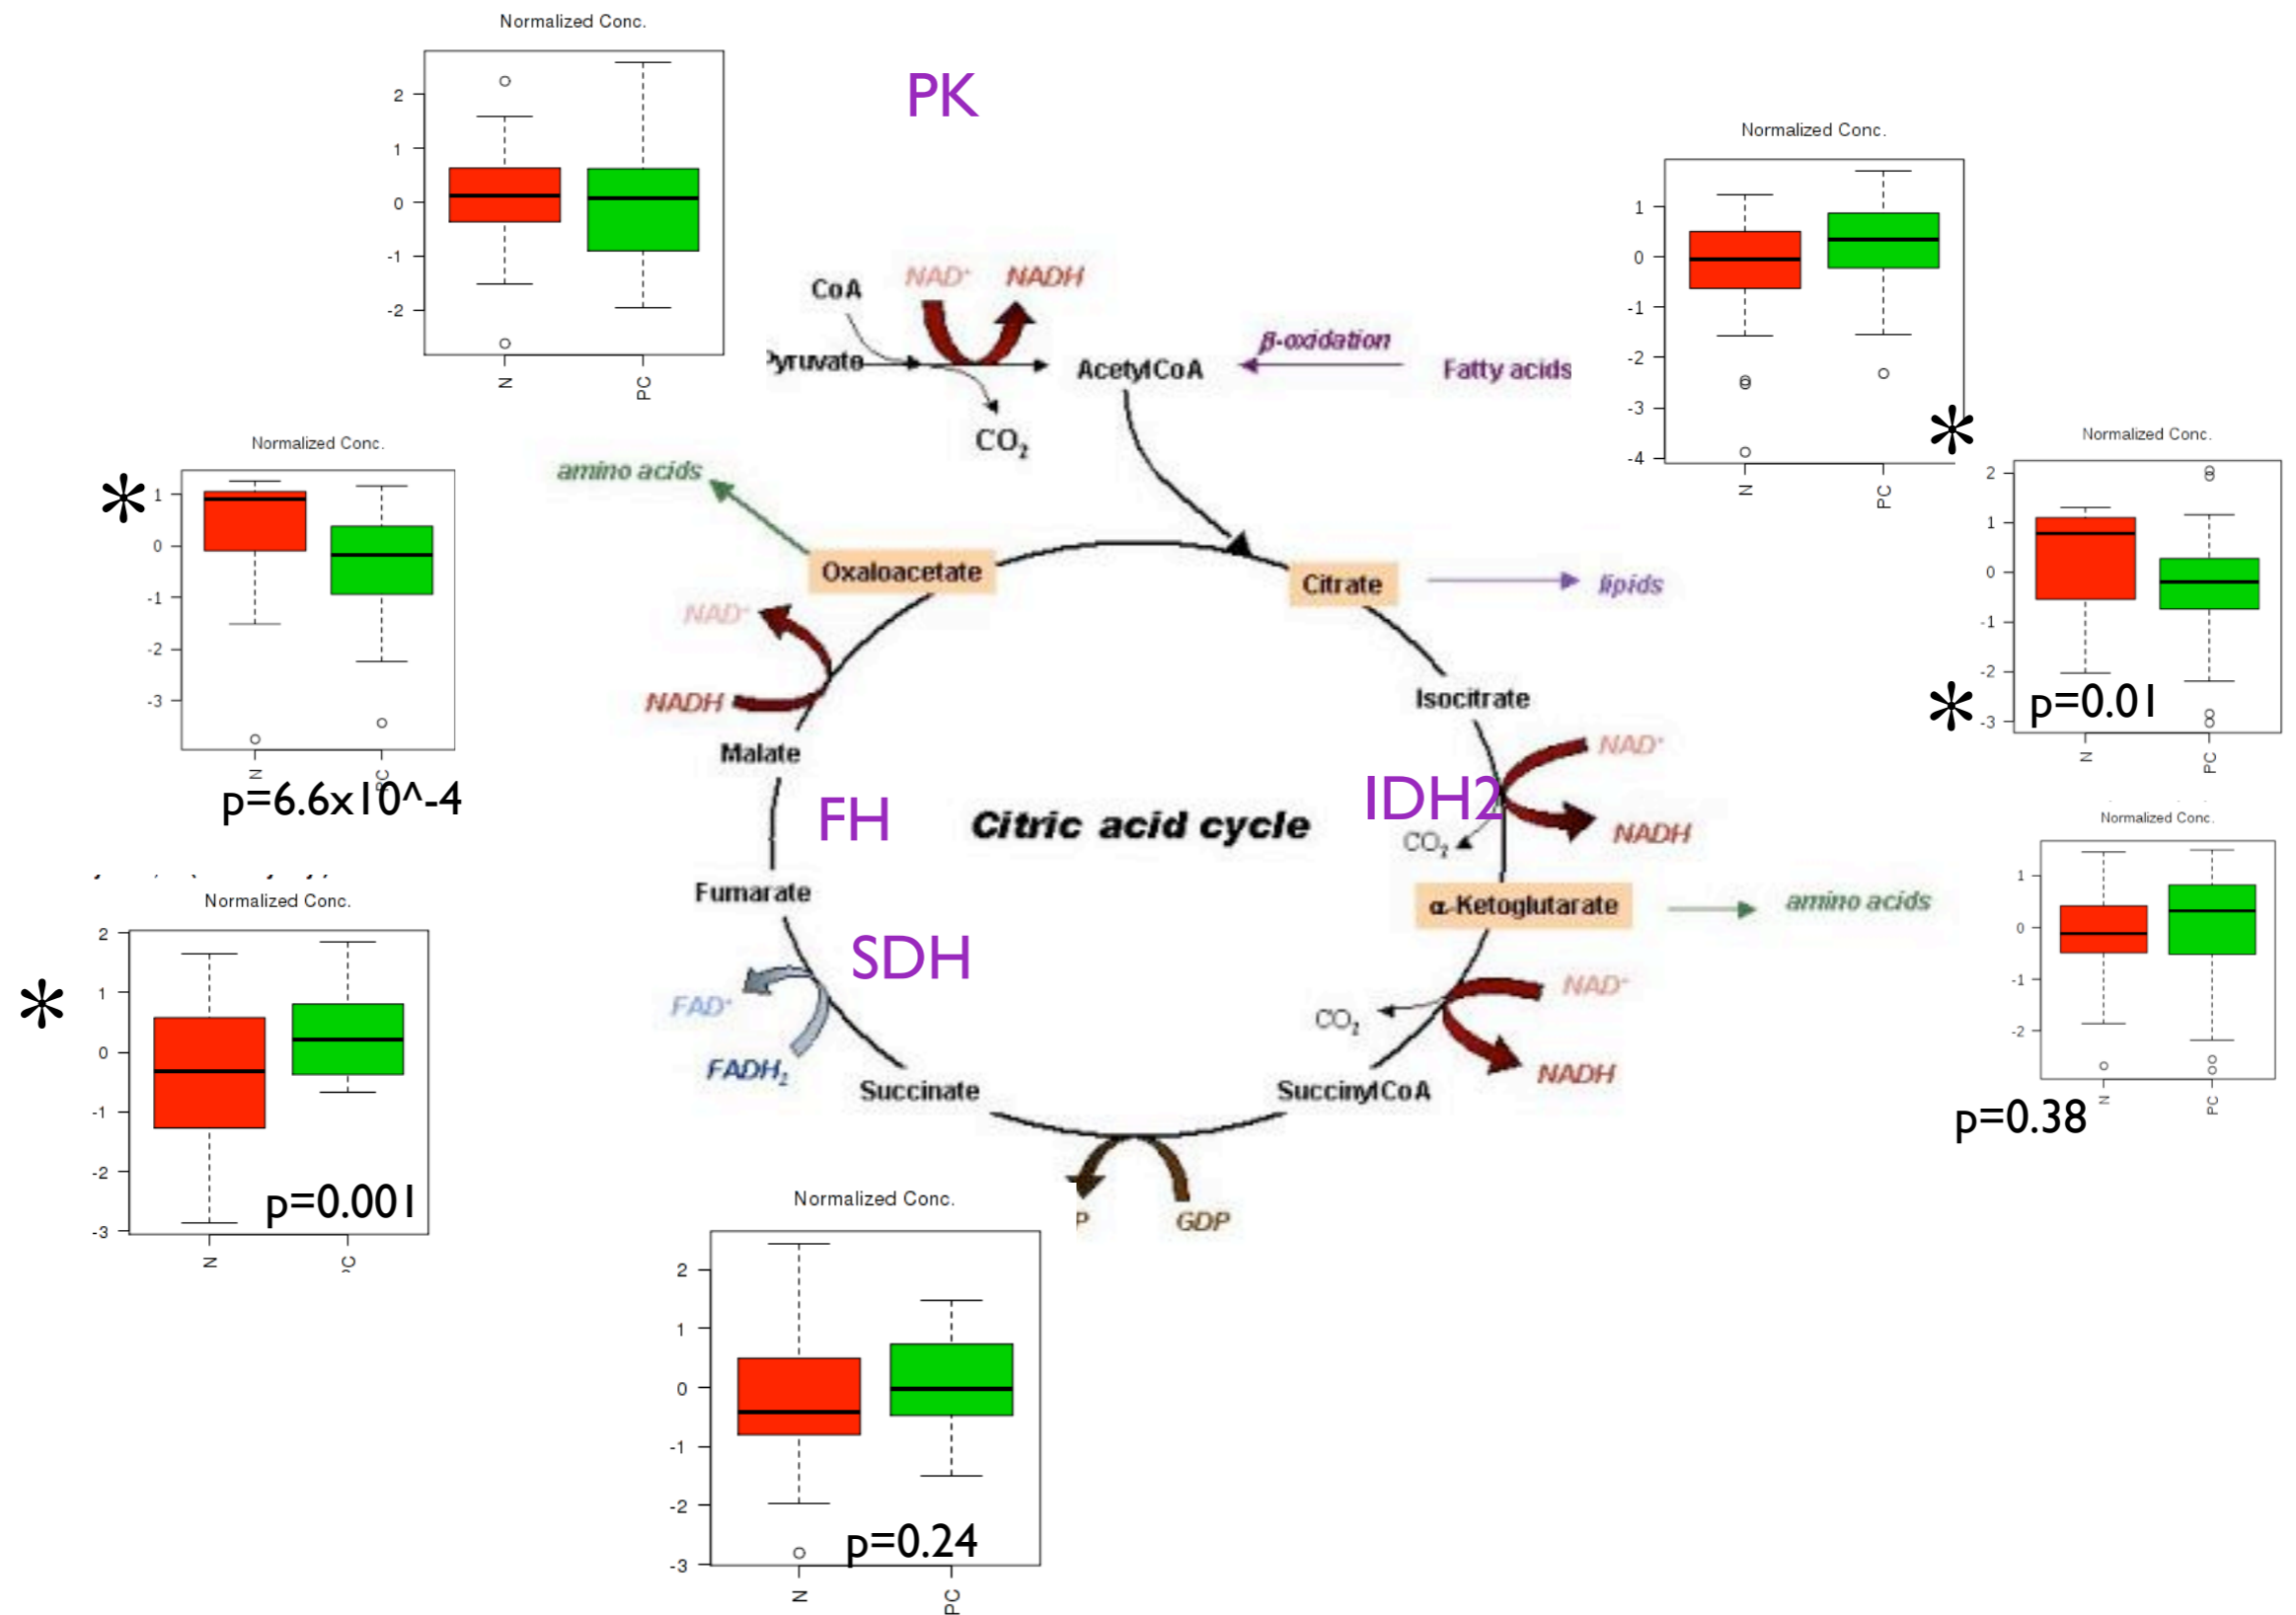 Normalized Conc.
2
1
0
-1
-2
N
PC
PK
Normalized Conc.
1
0
-1
-2
-3
-4
N
PC
*
CoA
NAD+
NADH
Pyruvate
AcetylCoA
β-oxidation
Fatty acids
CO2
Normalized Conc.
*
1
0
-1
-2
-3
N
PC
p=6.6x10^-4
Normalized Conc.
2
1
0
-1
-2
-3
*
p=0.01
N
PC
amino acids
Oxaloacetate
Citrate
lipids
NAD+
NADH
Isocitrate
Malate
NAD+
FH
Citric acid cycle
IDH2
CO2
NADH
Fumarate
α-Ketoglutarate
amino acids
SDH
FAD+
FADH2
NAD+
CO2
NADH
Succinate
SuccinylCoA
P
GDP
Normalized Conc.
1
0
-1
-2
N
PC
p=0.38
Normalized Conc.
*
2
1
0
-1
-2
-3
p=0.001
N
PC
Normalized Conc.
2
1
0
-1
-2
-3
p=0.24
N
PC